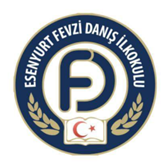 ESENYURT FEVZİ DANIŞ İLKOKULU
FD